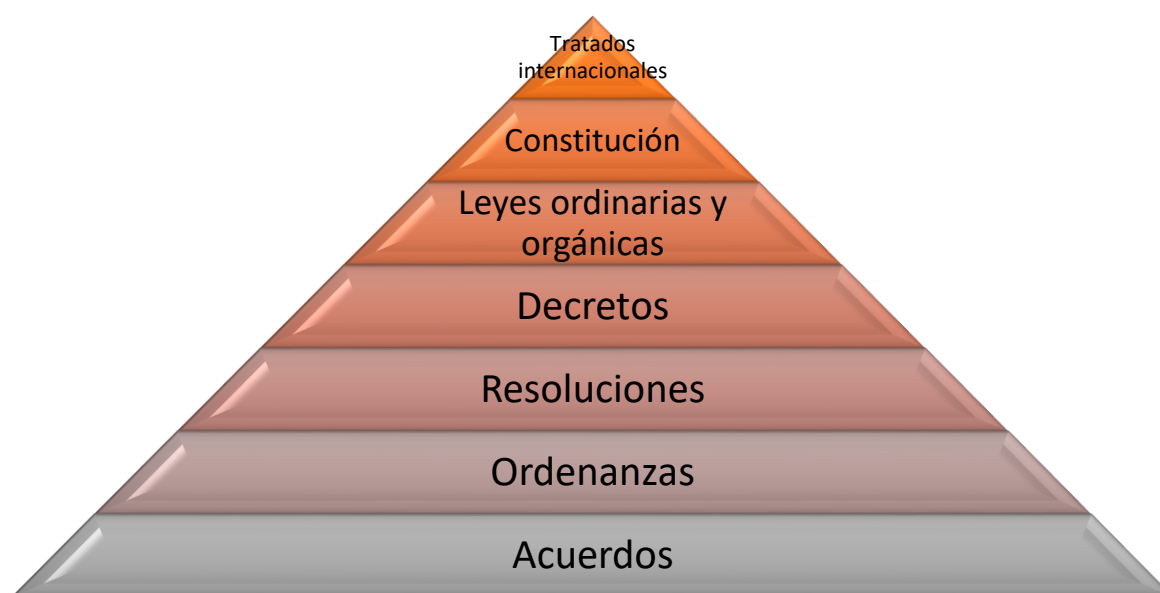 Tratados
internacionales
Constitución
Leyes ordinarias y
orgánicas
Decretos
Resoluciones
Ordenanzas
Acuerdos